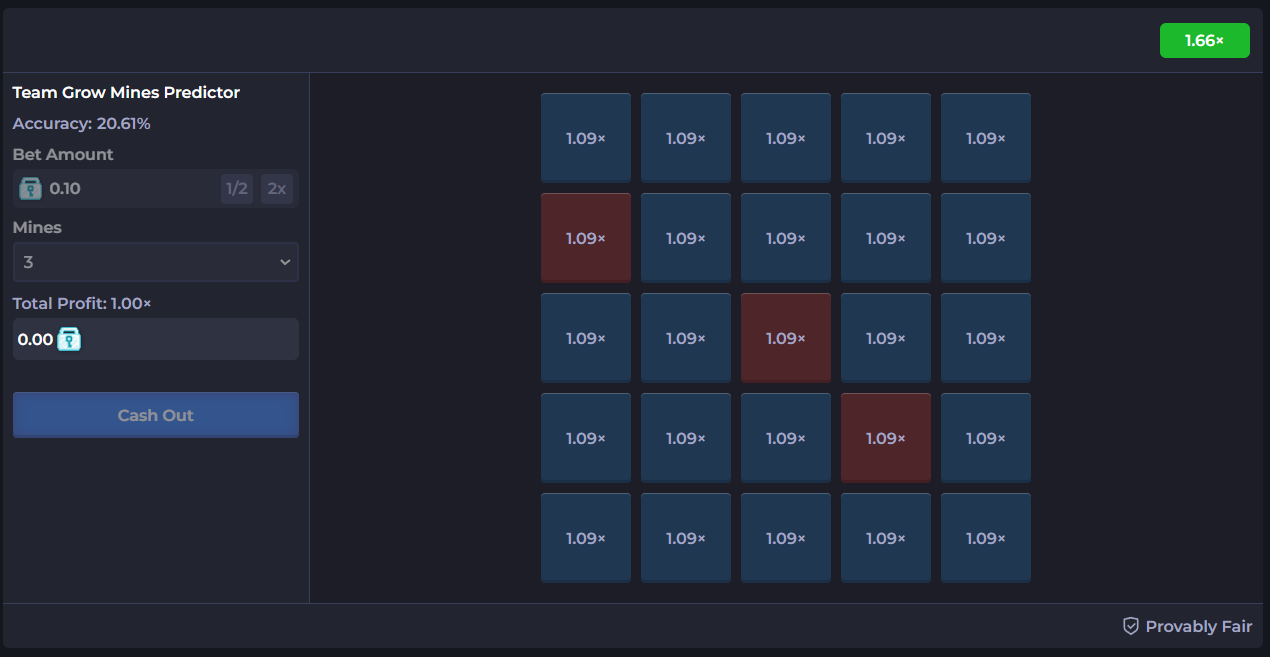 1.66×
Team Grow Mines Predictor
Accuracy: 20.61%
Bet Amount
0.10 1/2 2x
Mines
3
Total Profit: 1.00×
0.00
Cash Out
1.09× 1.09× 1.09× 1.09× 1.09×
1.09× 1.09× 1.09× 1.09× 1.09×
1.09× 1.09× 1.09× 1.09× 1.09×
1.09× 1.09× 1.09× 1.09× 1.09×
1.09× 1.09× 1.09× 1.09× 1.09×
Provably Fair